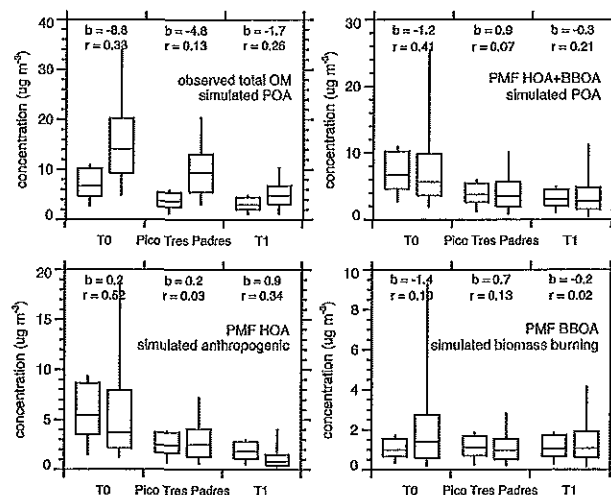 b = -8.8 b = -4.8 b = -1.7
r = 0.33 r = 0.13 r = 0.26
observed total OM
simulated POA
concentration (ug m⁻³)
40
30
20
10
0
T0 Pico Tres Padres T1
b = -1.2 b = 0.9 b = -0.3
r = 0.41 r = 0.07 r = 0.21
PMF HOA+BBOA
simulated POA
concentration (ug m⁻³)
30
20
10
0
T0 Pico Tres Padres T1
b = 0.2 b = 0.2 b = 0.9
r = 0.52 r = 0.03 r = 0.34
PMF HOA
simulated anthropogenic
concentration (ug m⁻³)
20
15
10
5
0
T0 Pico Tres Padres T1
b = -1.4 b = 0.7 b = -0.2
r = 0.10 r = 0.13 r = 0.02
PMF BBOA
simulated biomass burning
concentration (ug m⁻³)
10
8
6
4
2
0
T0 Pico Tres Padres T1